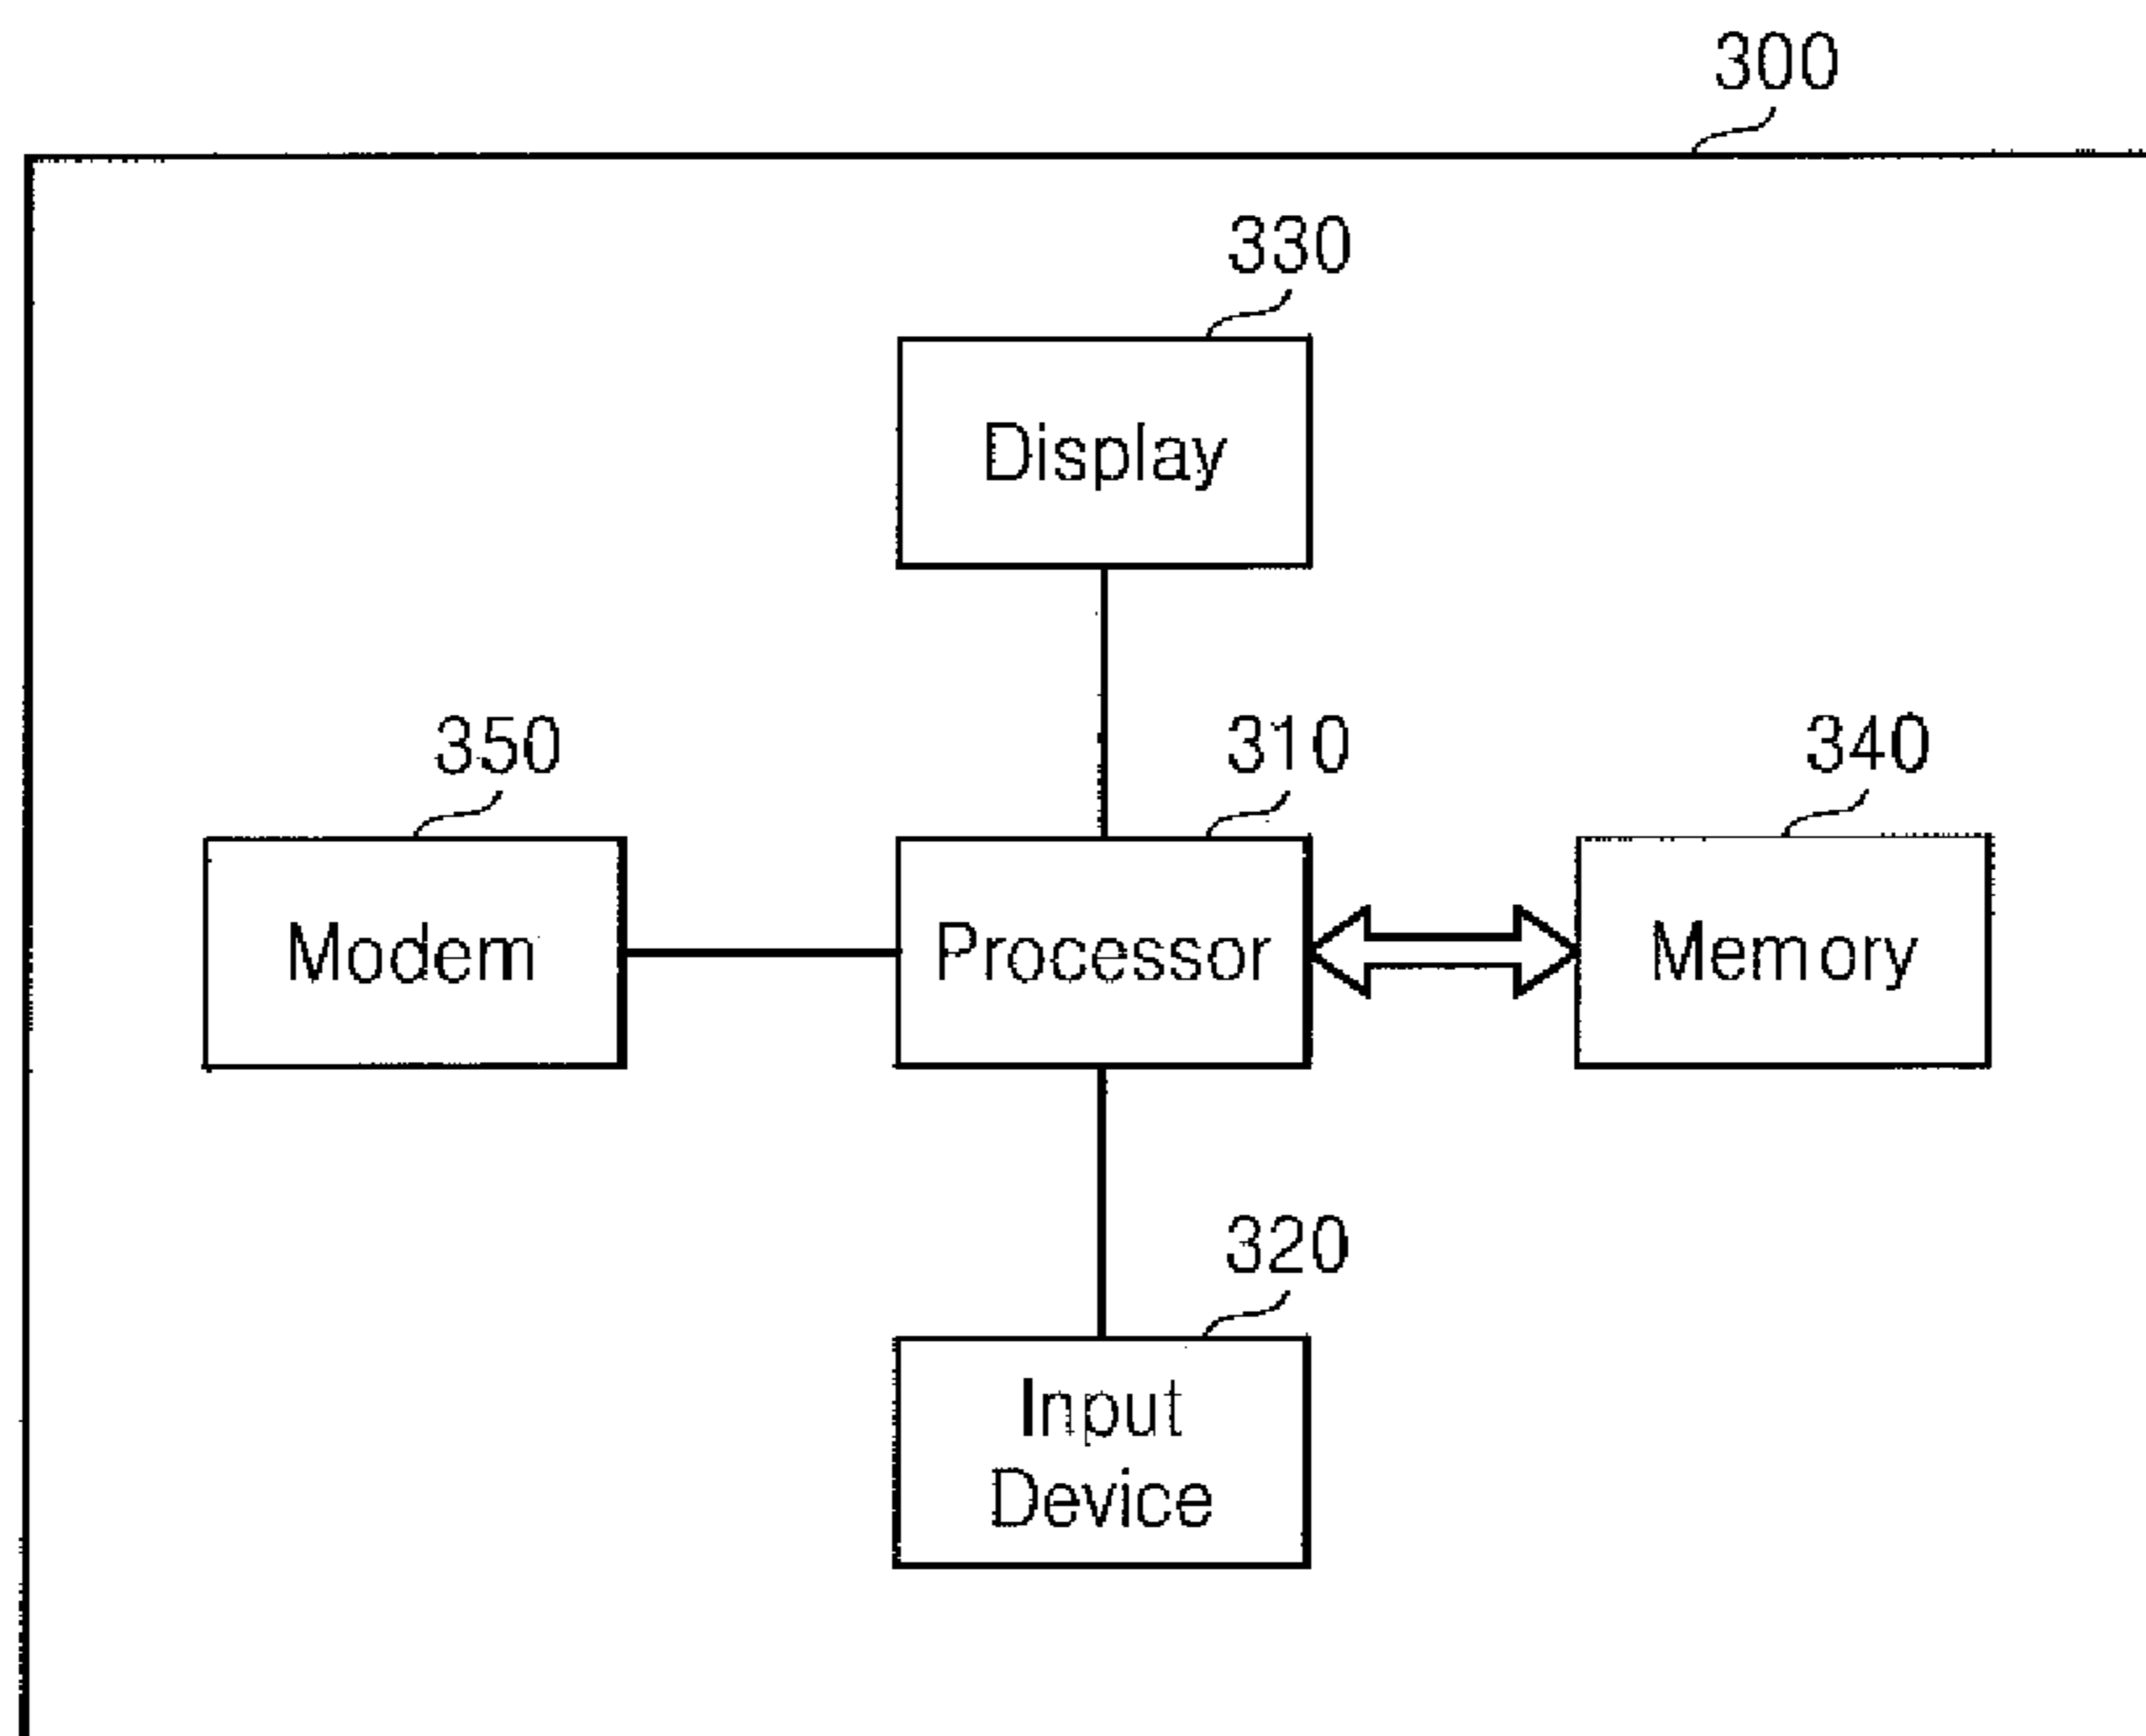 300
330
Display
350
310
340
Modem
Processor
Memory
320
Input
Device